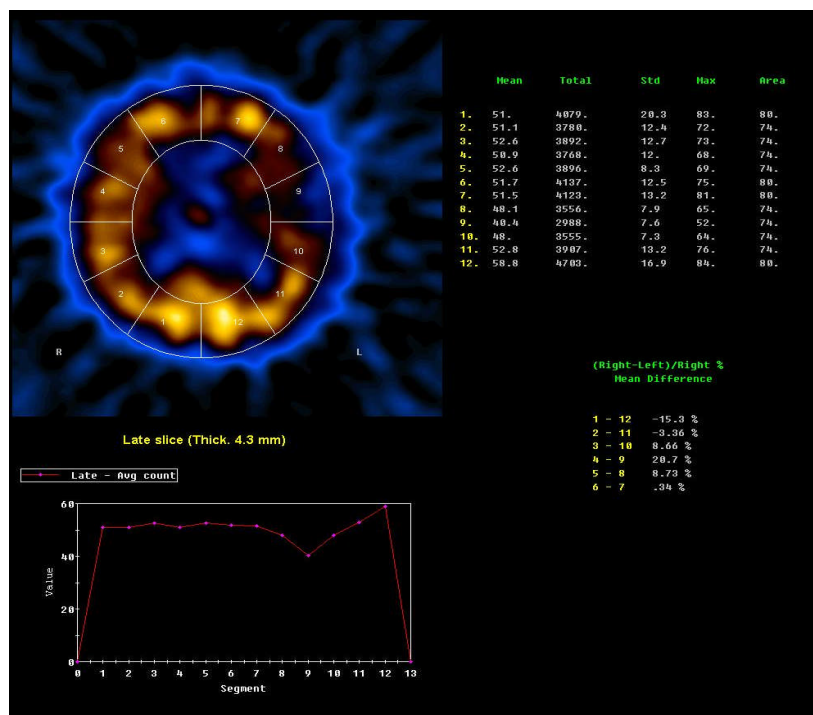 Mean Total Std Max Area
1. 51. 4079. 20.3 83. 80.
2. 51.1 3780. 12.4 72. 74.
3. 52.6 3892. 12.7 73. 74.
4. 50.9 3768. 12. 68. 74.
5. 52.6 3896. 8.3 69. 74.
6. 51.7 4137. 12.5 75. 80.
7. 51.5 4123. 13.2 81. 80.
8. 48.1 3556. 7.9 65. 74.
9. 40.4 2988. 7.6 52. 74.
10. 48. 3555. 7.3 64. 74.
11. 52.8 3907. 13.2 76. 74.
12. 58.8 4703. 16.9 84. 80.
6 7
5 8
4 9
3 10
2 11
1 12
R L
(Right-Left)/Right %
Mean Difference
1 - 12 -15.3 %
2 - 11 -3.36 %
3 - 10 8.66 %
4 - 9 20.7 %
5 - 8 8.73 %
6 - 7 .34 %
Late slice (Thick. 4.3 mm)
Late - Avg count
60
40
20
0
Value
0 1 2 3 4 5 6 7 8 9 10 11 12 13
Segment